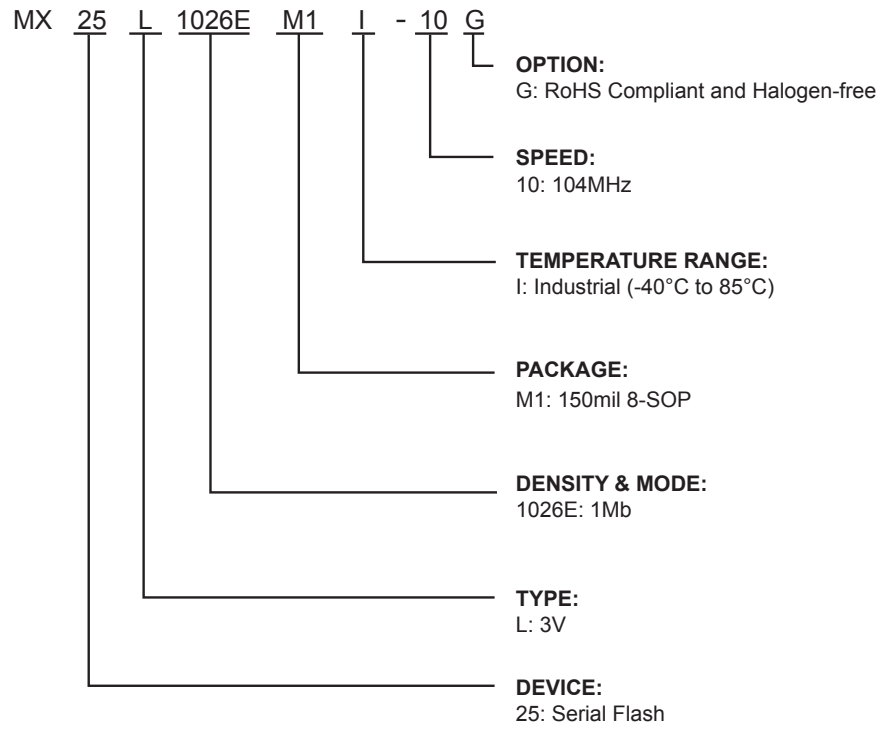 MX 25 L 1026E M1 I - 10 G
OPTION:
G: RoHS Compliant and Halogen-free
SPEED:
10: 104MHz
TEMPERATURE RANGE:
I: Industrial (-40°C to 85°C)
PACKAGE:
M1: 150mil 8-SOP
DENSITY & MODE:
1026E: 1Mb
TYPE:
L: 3V
DEVICE:
25: Serial Flash